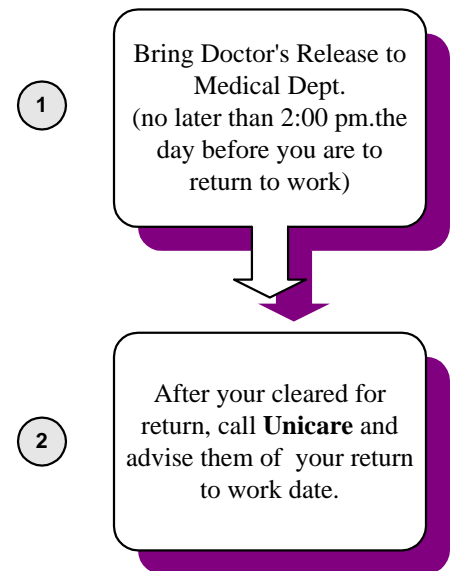 1
Bring Doctor's Release to
Medical Dept.
(no later than 2:00 pm.the
day before you are to
return to work)
2
After your cleared for
return, call Unicare and
advise them of your return
to work date.